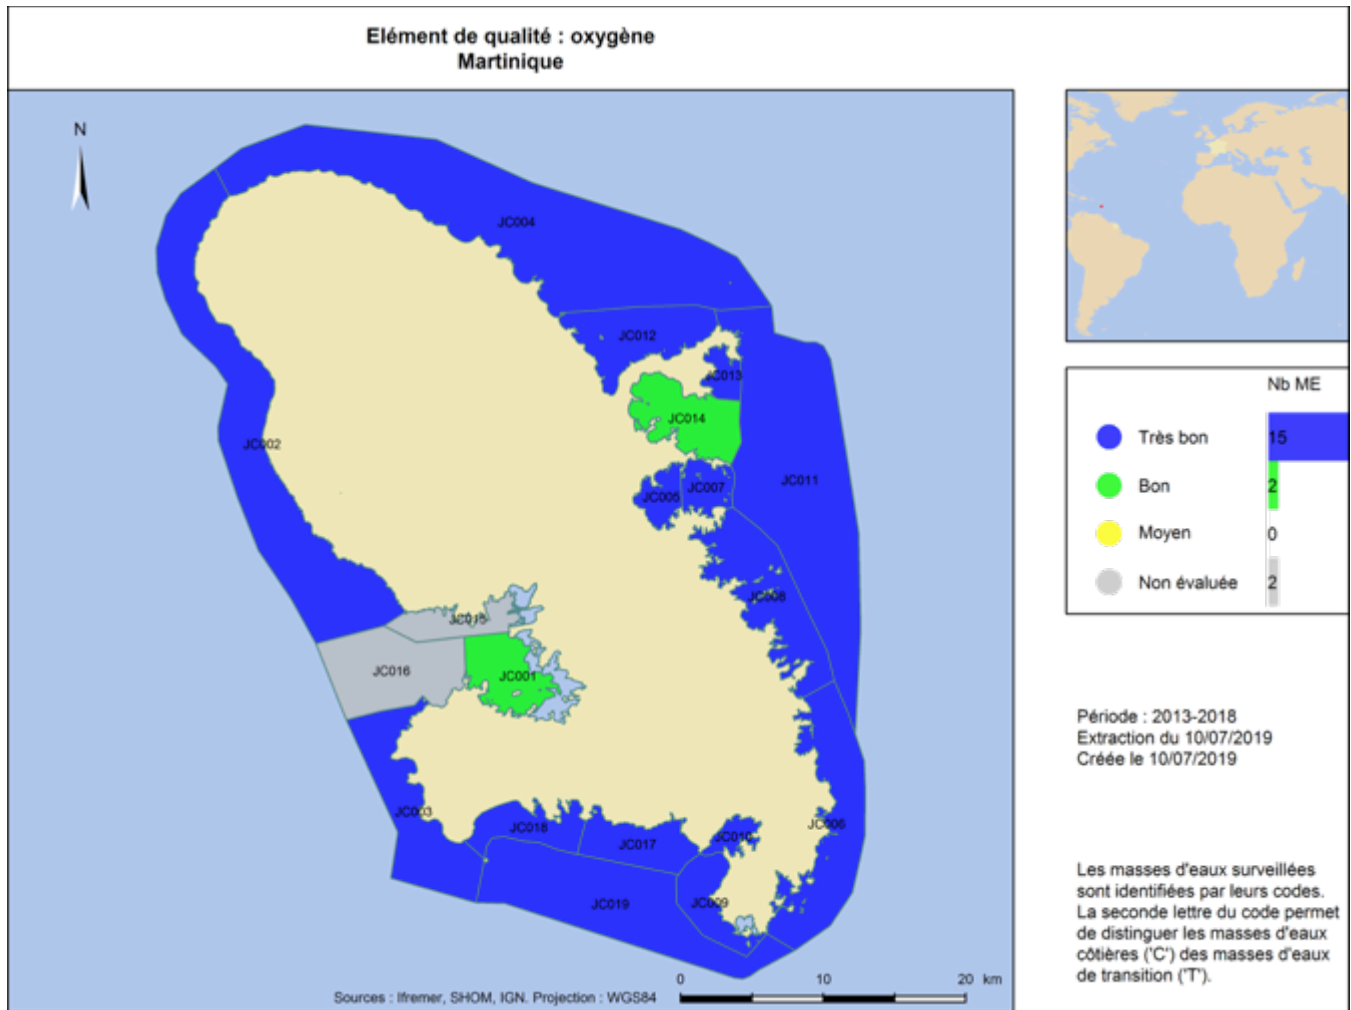 Elément de qualité : oxygène
Martinique
N
JC004
JC012
JC013
JC014
JC002
JC011
JC005
JC007
JC008
JC015
JC016
JC001
JC003
JC018
JC017
JC010
JC006
JC019
JC009
0 10 20 km
Sources : Ifremer, SHOM, IGN. Projection : WGS84
Nb ME
Très bon 15
Bon 2
Moyen 0
Non évaluée 2
Période : 2013-2018
Extraction du 10/07/2019
Créée le 10/07/2019
Les masses d'eaux surveillées
sont identifiées par leurs codes.
La seconde lettre du code permet
de distinguer les masses d'eaux
côtières ('C') des masses d'eaux
de transition ('T').